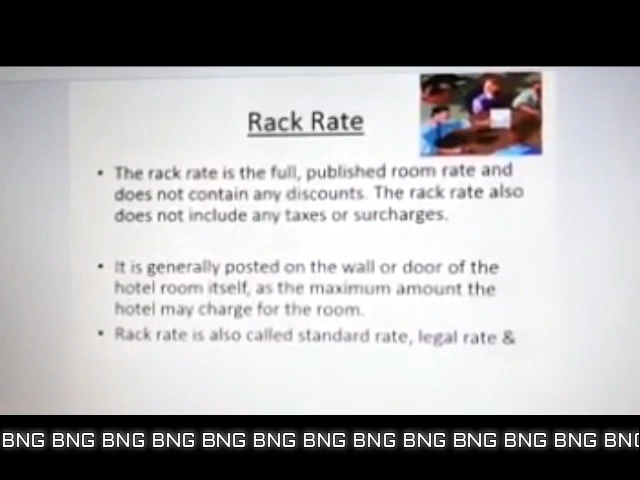 Rack Rate
• The rack rate is the full, published room rate and
does not contain any discounts. The rack rate also
does not include any taxes or surcharges.
• It is generally posted on the wall or door of the
hotel room itself, as the maximum amount the
hotel may charge for the room.
• Rack rate is also called standard rate, legal rate &
BNG BNG BNG BNG BNG BNG BNG BNG BNG BNG BNG BNG BNG